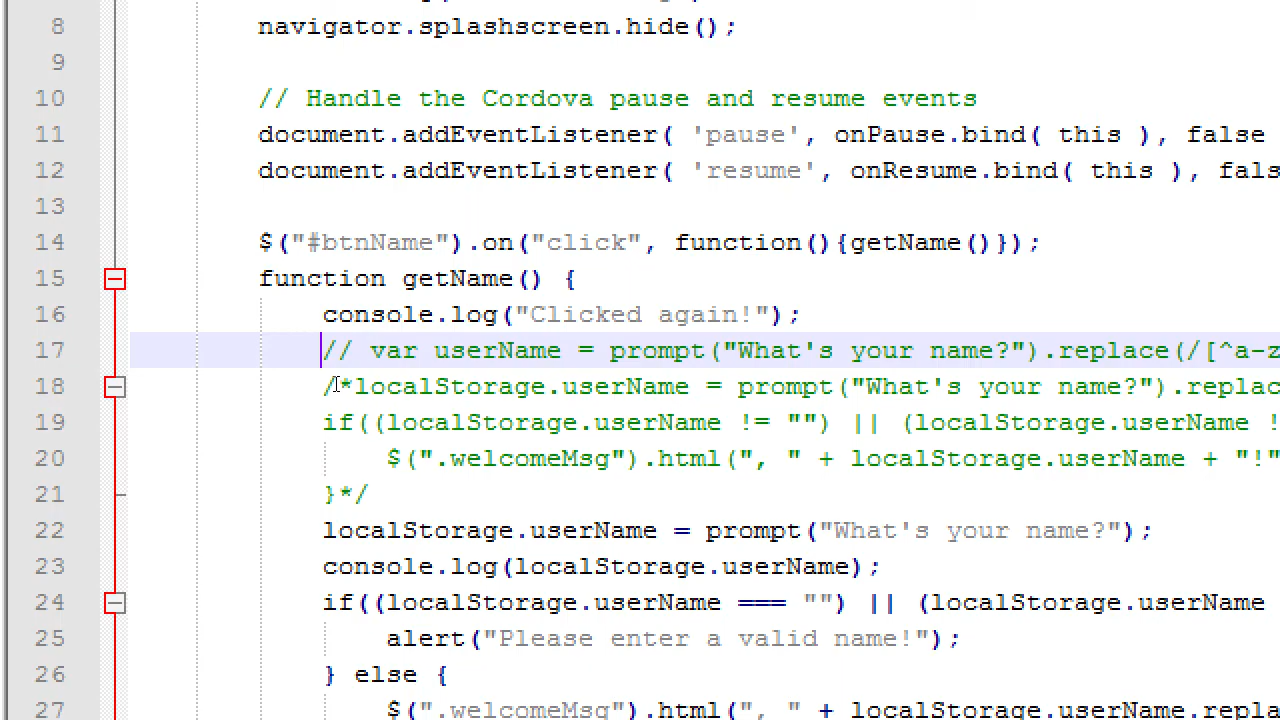 8 navigator.splashscreen.hide();
9
10 // Handle the Cordova pause and resume events
11 document.addEventListener( 'pause', onPause.bind( this ), false
12 document.addEventListener( 'resume', onResume.bind( this ), fals
13
14 $("#btnName").on("click", function(){getName()});
15 function getName() {
16 console.log("Clicked again!");
17 // var userName = prompt("What's your name?").replace(/[^a-z
18 /*localStorage.userName = prompt("What's your name?").replac
19 if((localStorage.userName != "") || (localStorage.userName !
20 $(".welcomeMsg").html(", " + localStorage.userName + "!"
21 }*/
22 localStorage.userName = prompt("What's your name?");
23 console.log(localStorage.userName);
24 if((localStorage.userName === "") || (localStorage.userName
25 alert("Please enter a valid name!");
26 } else {
27 $(".welcomeMsg").html(", " + localStorage.userName.repla